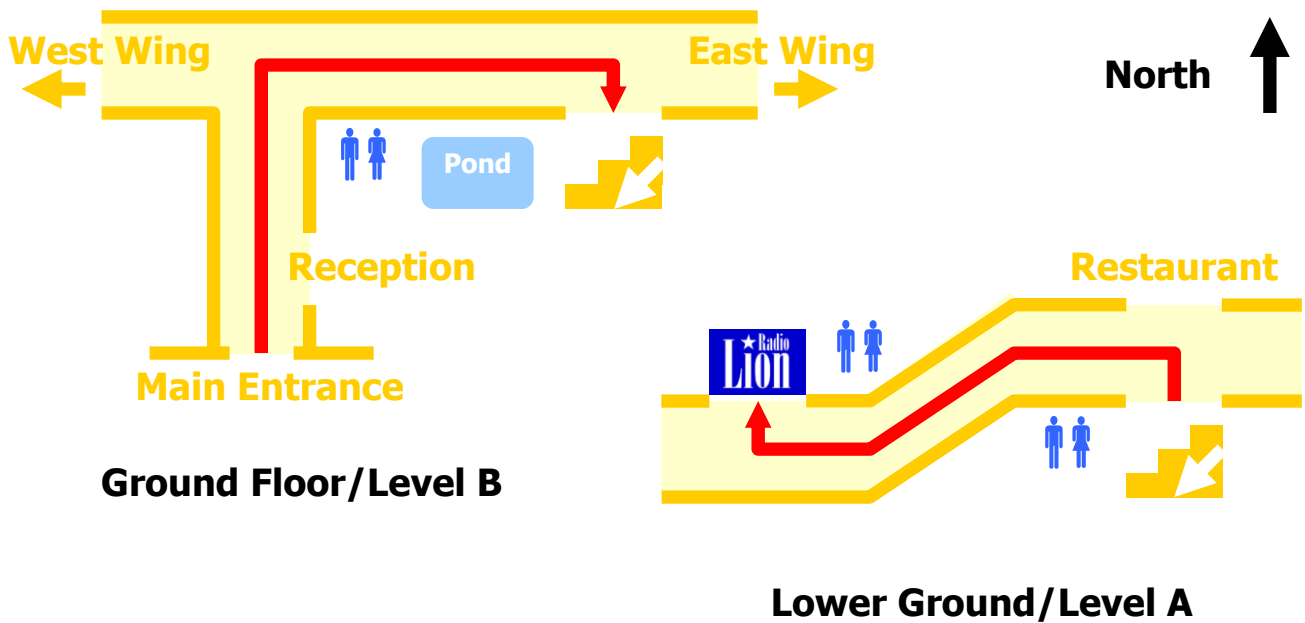 West Wing
East Wing
North
Pond
Reception
Restaurant
Radio
Lion
Main Entrance
Ground Floor/Level B
Lower Ground/Level A